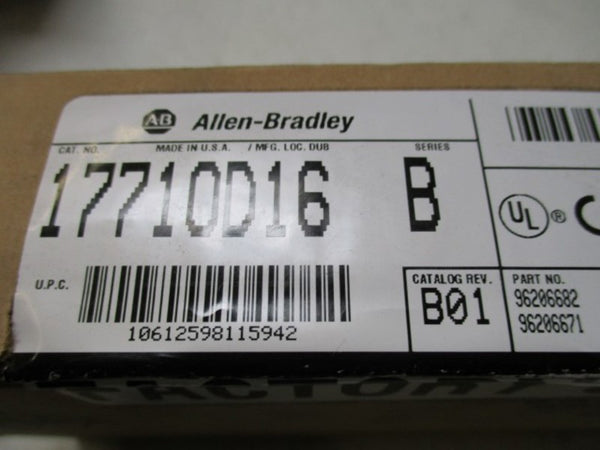 AB Allen-Bradley
CAT. NO. MADE IN U.S.A. / MFG. LOC. DUB SERIES
1771OD16 B
UL ®
U.P.C.
10612598115942
CATALOG REV.
B01
PART NO.
96206682
96206671